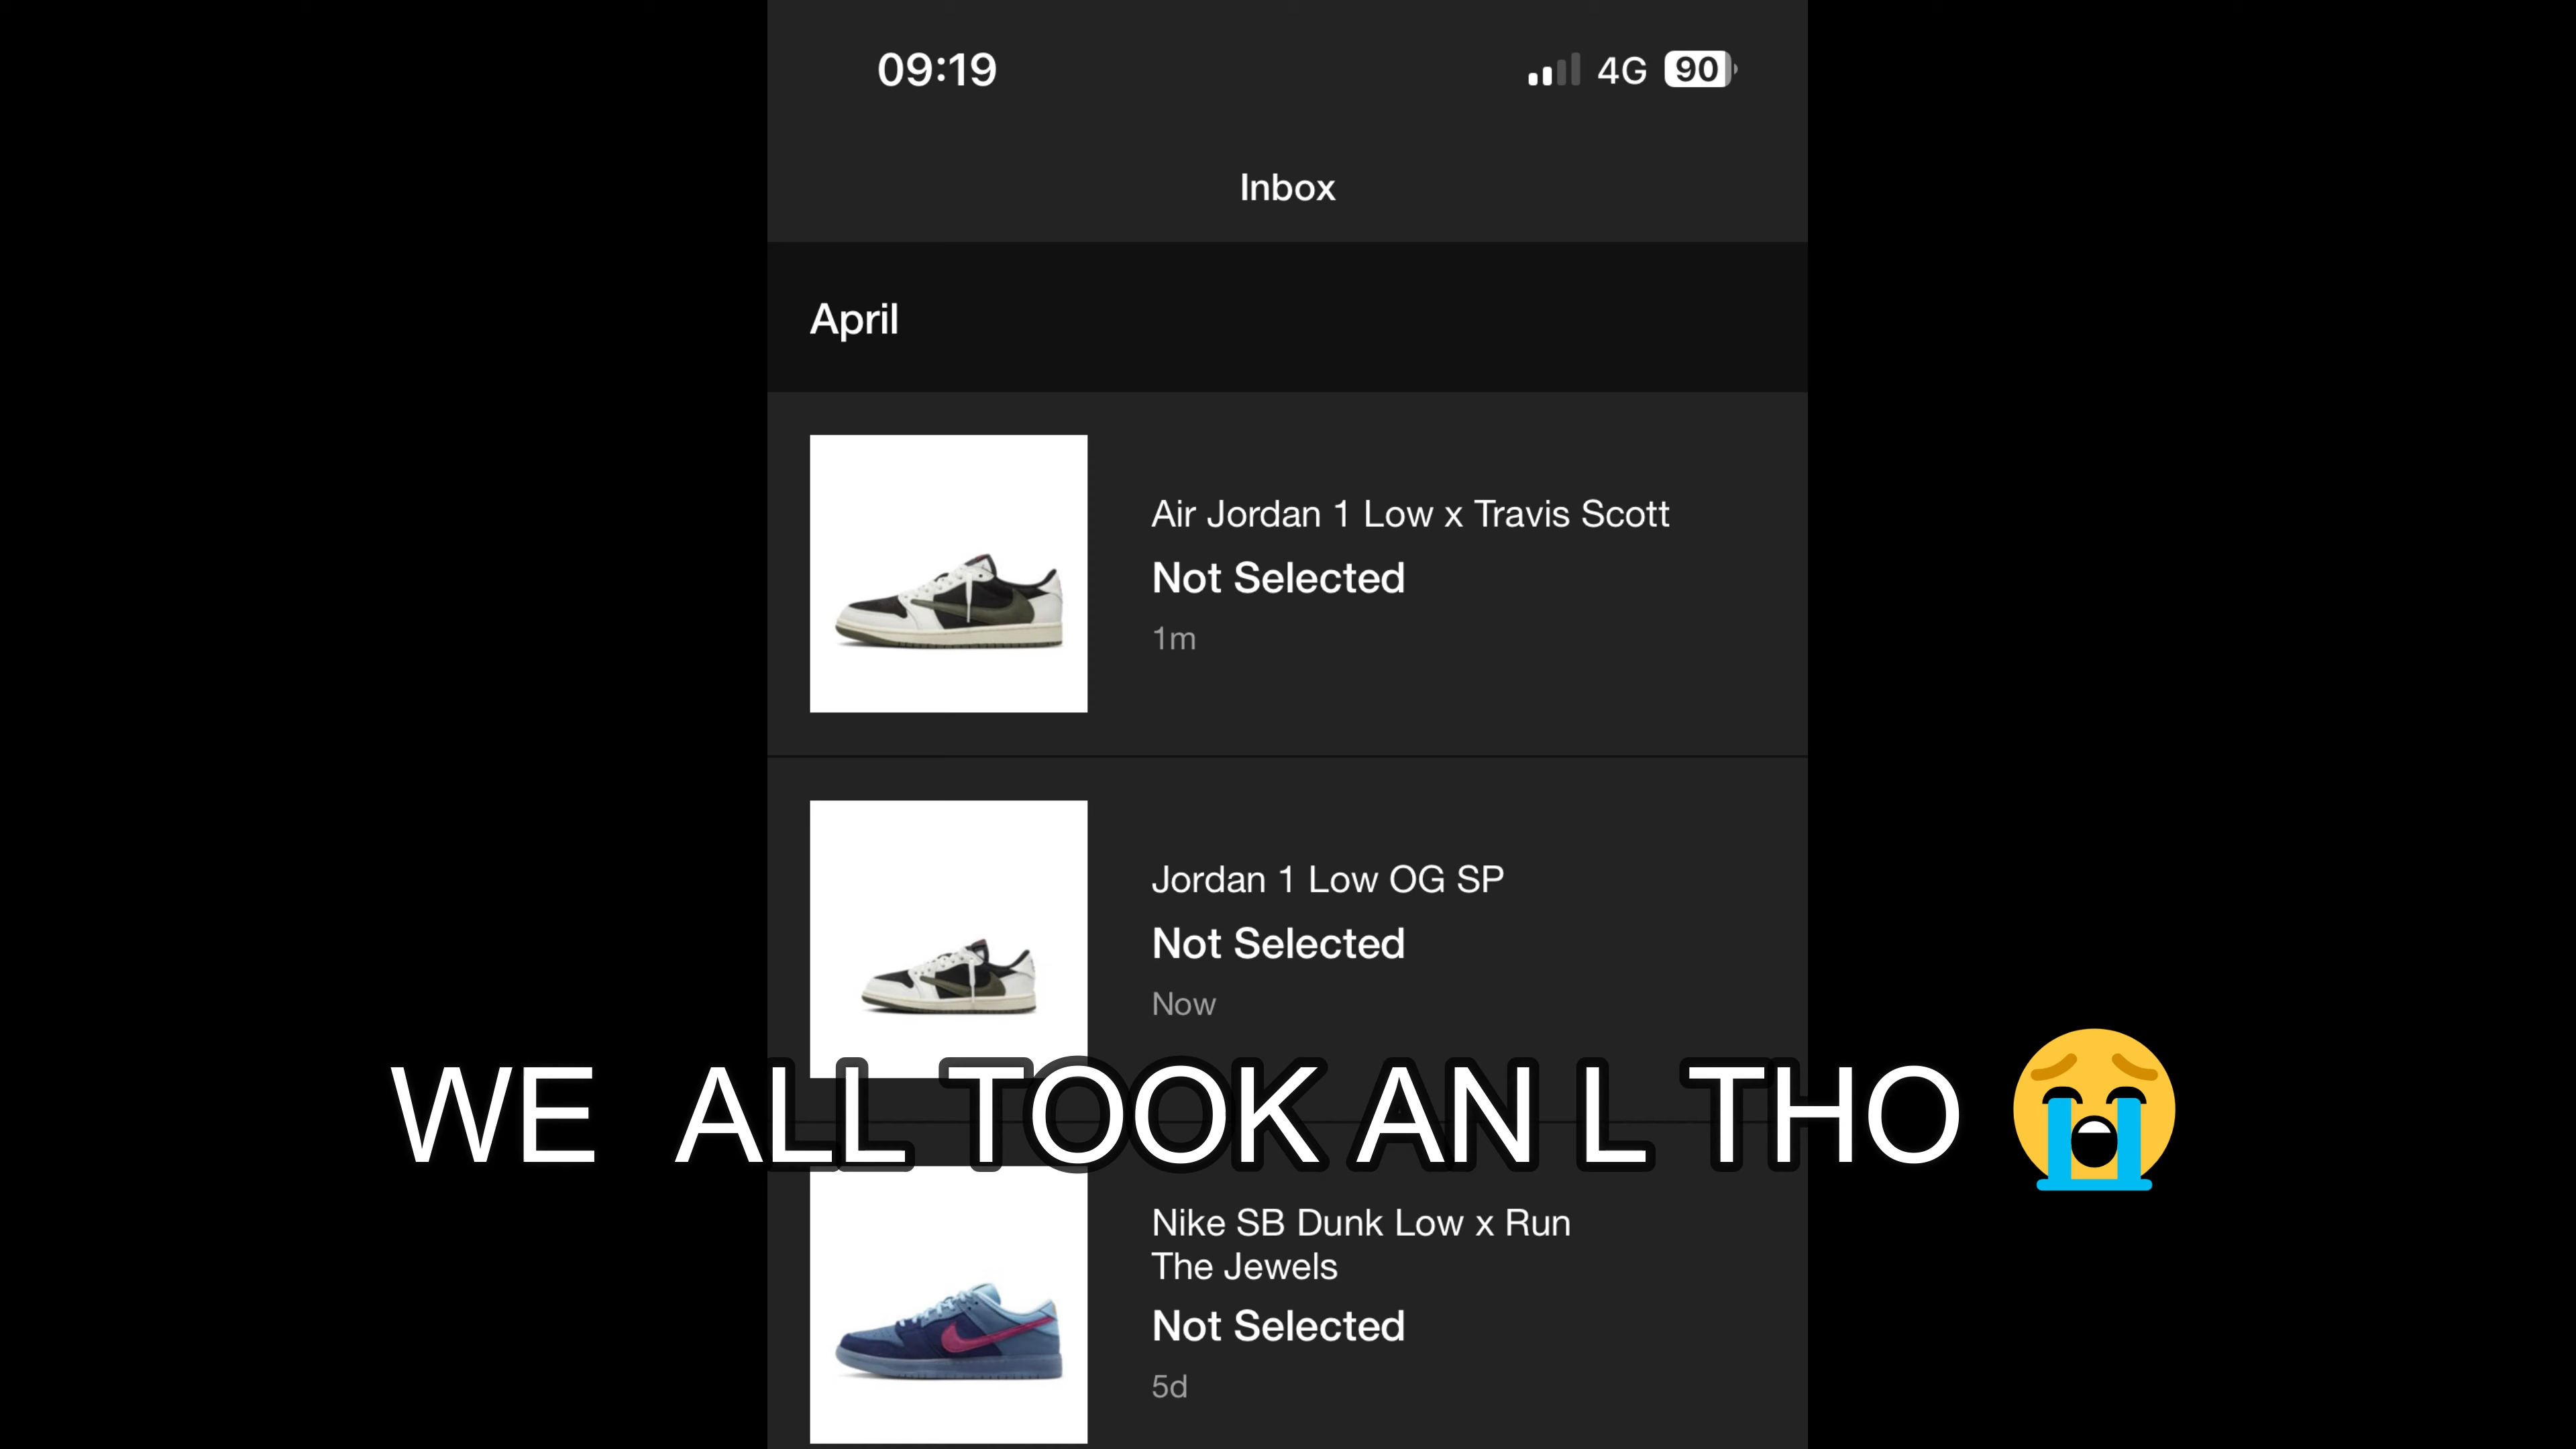 09:19
4G 90
Inbox
April
Air Jordan 1 Low x Travis Scott
Not Selected
1m
Jordan 1 Low OG SP
Not Selected
Now
WE ALL TOOK AN L THO 😭
Nike SB Dunk Low x Run
The Jewels
Not Selected
5d